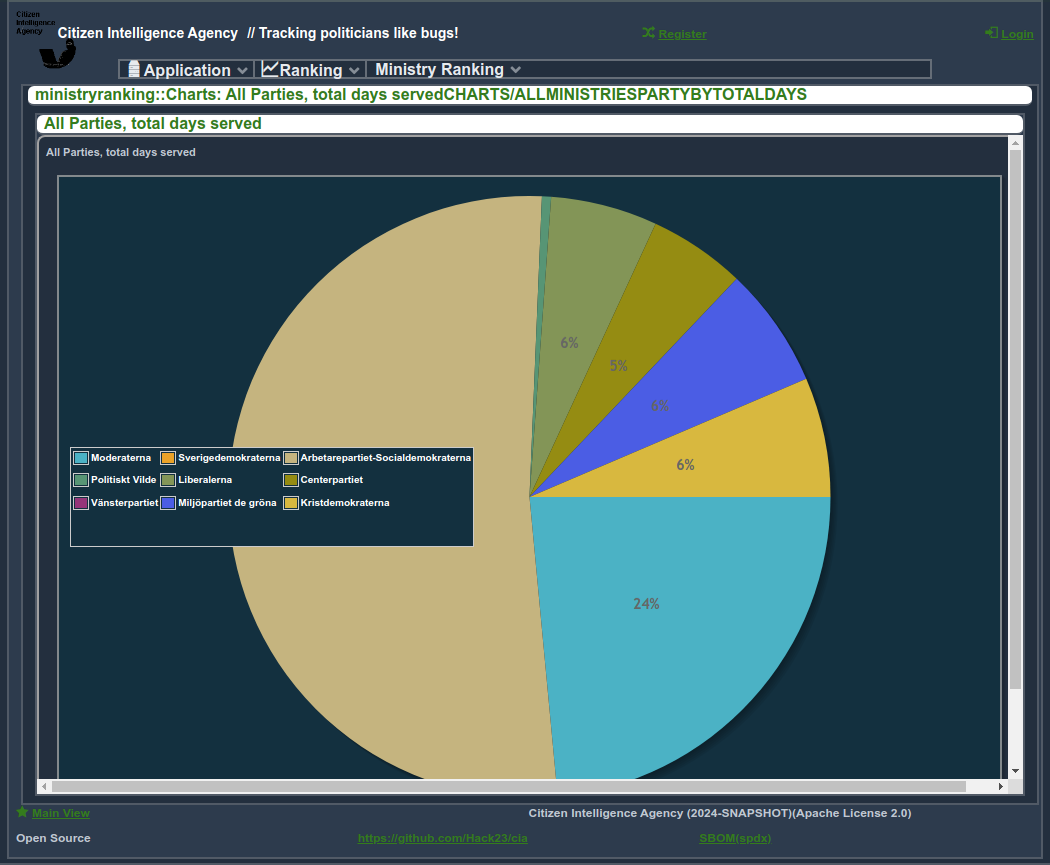 Citizen
Intelligence
Agency
Citizen Intelligence Agency // Tracking politicians like bugs!
Register
Login
Application
Ranking
Ministry Ranking
ministryranking::Charts: All Parties, total days servedCHARTS/ALLMINISTRIESPARTYBYTOTALDAYS
All Parties, total days served
All Parties, total days served
6%
5%
6%
6%
24%
Moderaterna Sverigedemokraterna Arbetarepartiet-Socialdemokraterna
Politiskt Vilde Liberalerna Centerpartiet
Vänsterpartiet Miljöpartiet de gröna Kristdemokraterna
Main View
Citizen Intelligence Agency (2024-SNAPSHOT)(Apache License 2.0)
Open Source
https://github.com/Hack23/cia
SBOM(spdx)